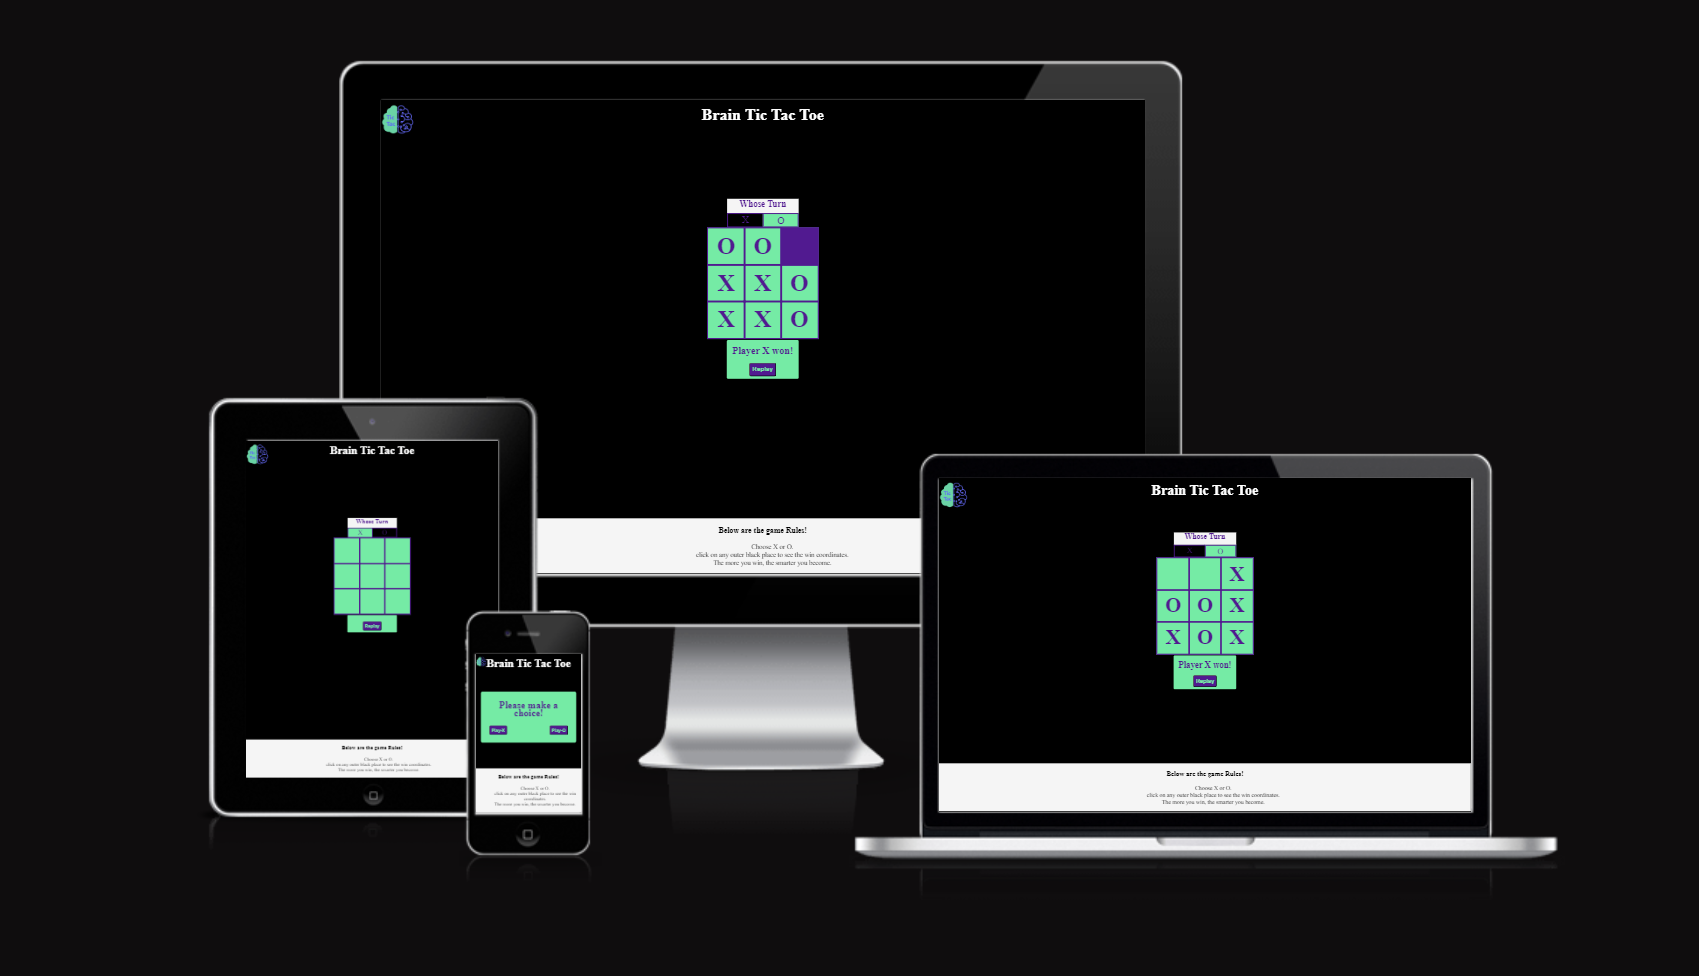 Brain Tic Tac Toe
Whose Turn
X O
O O
X X O
X X O
Player X won!
Replay
Below are the game Rules!
Choose X or O.
click on any outer black place to see the win coordinates.
The more you win, the smarter you become.
Brain Tic Tac Toe
Whose Turn
X
Replay
Below are the game Rules!
Choose X or O.
click on any outer black place to see the win coordinates.
The more you win, the smarter you become.
Brain Tic Tac Toe
Please make a
choice!
Play-X Play-O
Below are the game Rules!
Choose X or O.
click on any outer black place to see the win
coordinates.
The more you win, the smarter you become.
Brain Tic Tac Toe
Whose Turn
X O
X
O O X
X O X
Player X won!
Replay
Below are the game Rules!
Choose X or O.
click on any outer black place to see the win coordinates.
The more you win, the smarter you become.